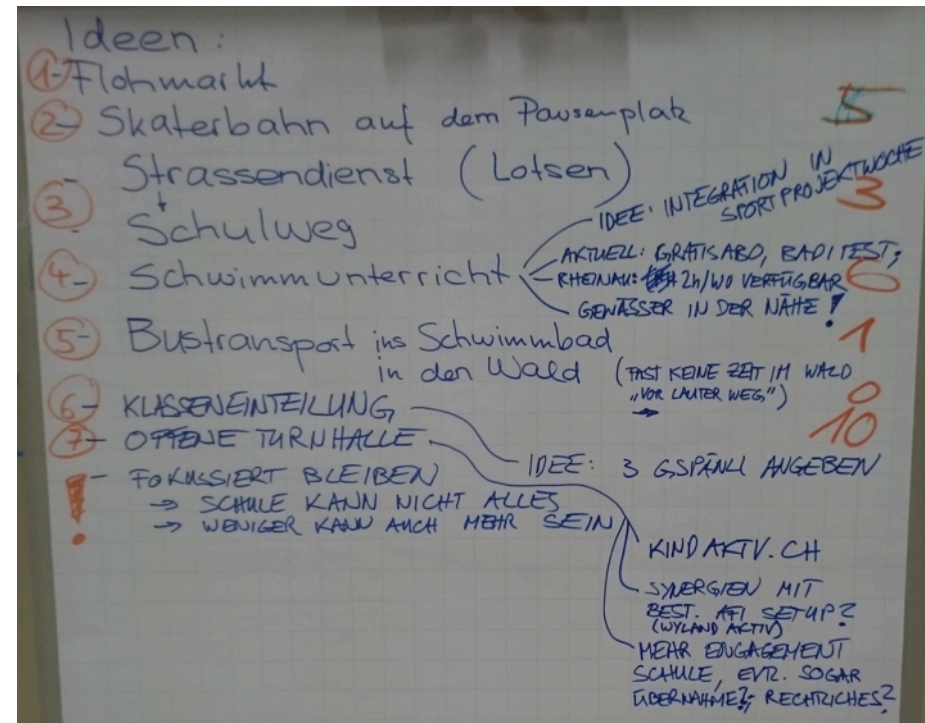 Ideen:
1- Flohmarkt
2- Skaterbahn auf dem Pausenplatz 5
- Strassendienst (Lotsen)
3 Schulweg 3
IDEE: INTEGRATION IN
SPORTPROJEKTWOCHE
4- Schwimmunterricht 6
AKTUELL: GRATISABO, BADITEST;
RHEINAU: 2h/WO VERFÜGBAR
GEWÄSSER IN DER NÄHE!
5- Bustransport ins Schwimmbad 1
in den Wald (FAST KEINE ZEIT IM WALD
"VOR LAUTER WEG")
→
6- KLASSENEINTEILUNG 0
7- OFFENE TURNHALLE 10
IDEE: 3 GSPÄNLI ANGEBEN
! - FOKUSSIERT BLEIBEN
→ SCHULE KANN NICHT ALLES
→ WENIGER KANN AUCH MEHR SEIN
KINDAKTIV.CH
SYNERGIEN MIT
BEST. AFI SETUP?
(WYLAND AKTIV)
MEHR ENGAGEMENT
SCHULE, EVT. SOGAR
ÜBERNAHME?; RECHTLICHES?